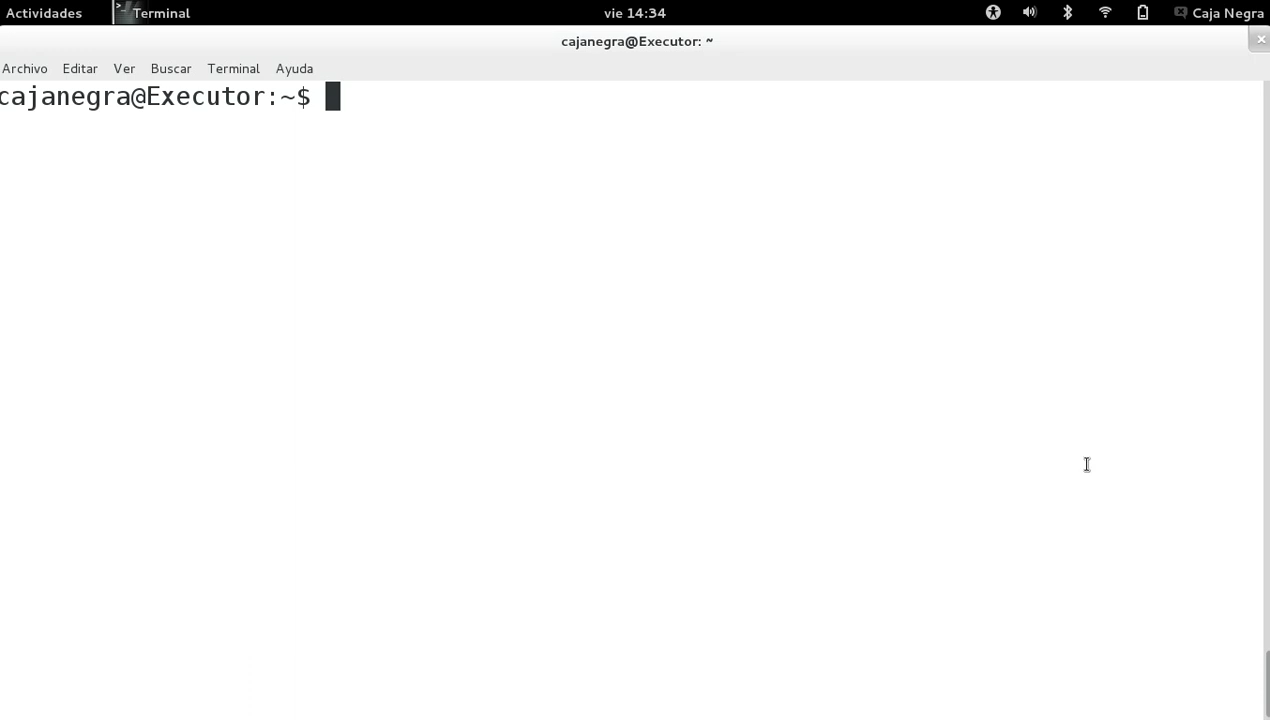 Actividades Terminal vie 14:34 Caja Negra
cajanegra@Executor: ~
Archivo Editar Ver Buscar Terminal Ayuda
cajanegra@Executor:~$